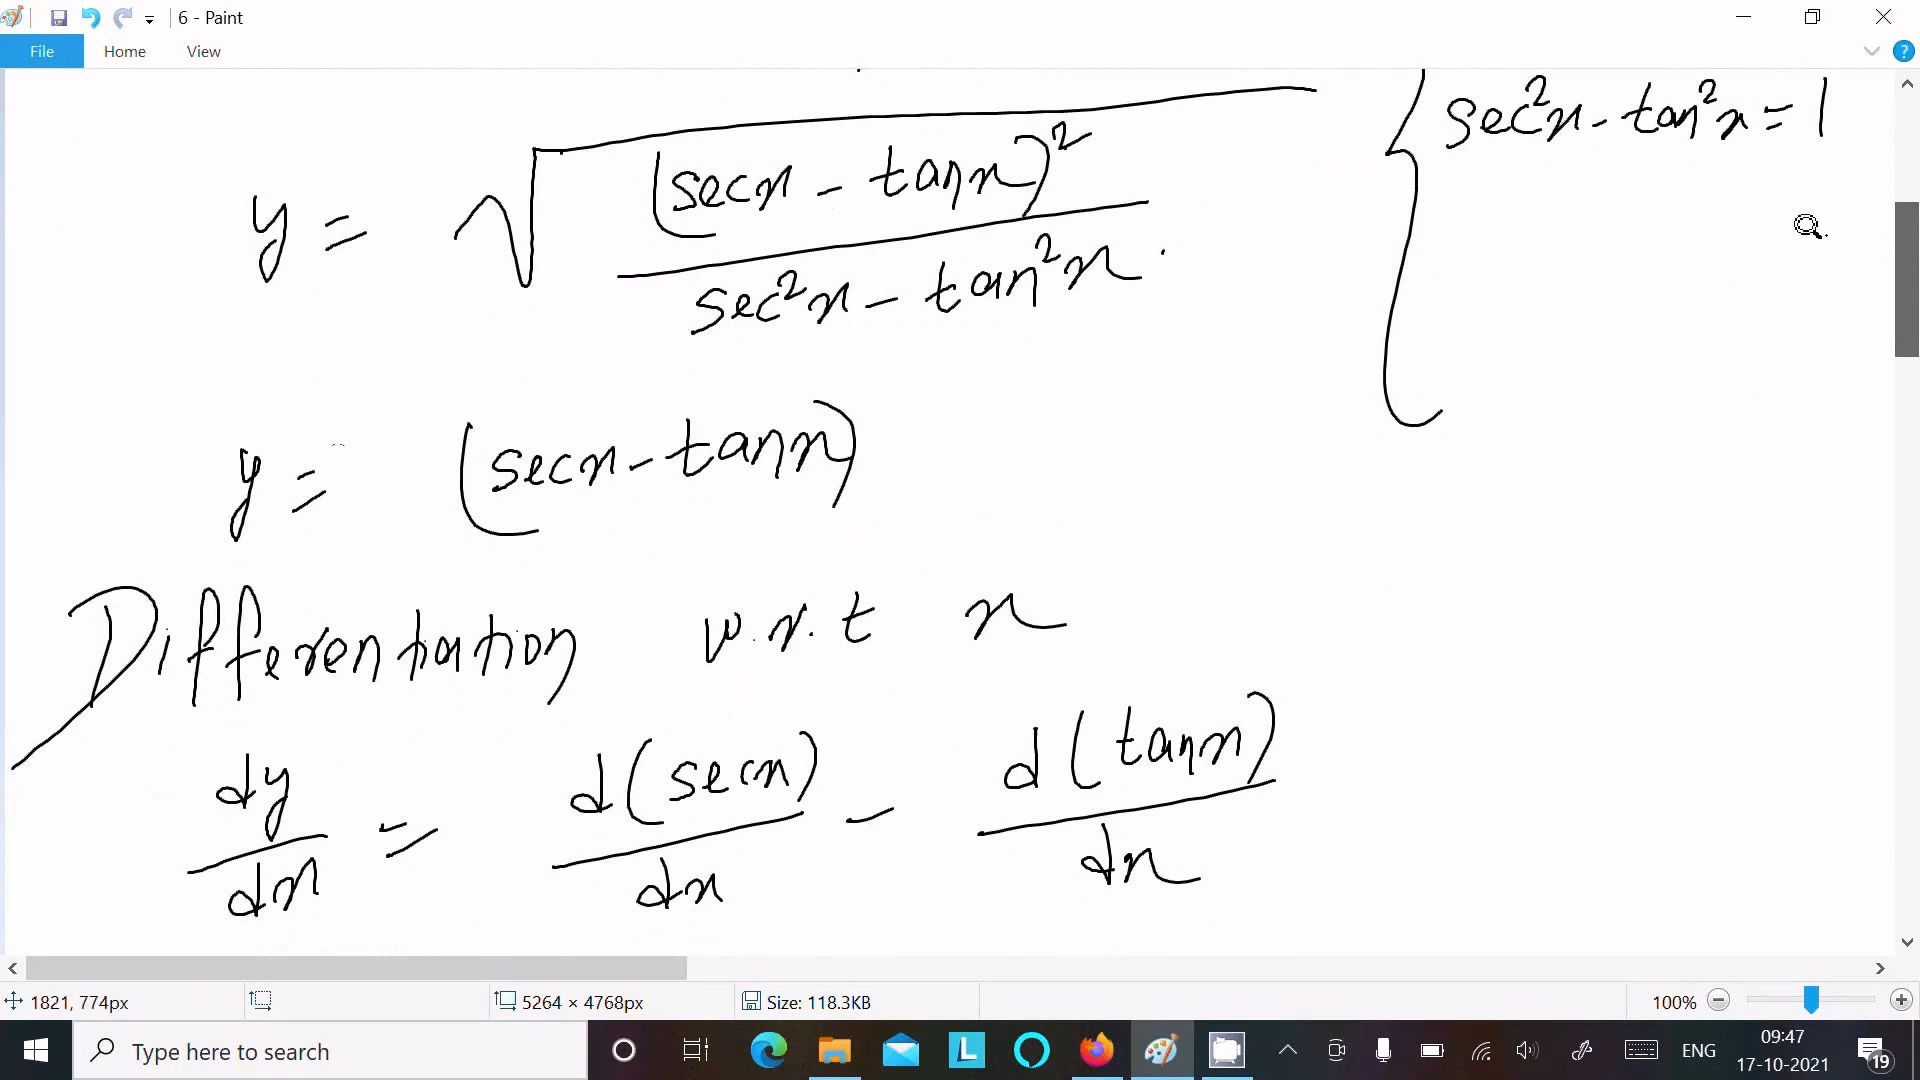 6 - Paint
File Home View
sec²x - tan²x = 1
y = √((secx - tanx)² / (sec²x - tan²x)) .
y = (secx - tanx)
Differentiation w.r.t x
dy/dx = d(secx)/dx - d(tanx)/dx
1821, 774px 5264 × 4768px Size: 118.3KB 100%
Type here to search L ENG 09:47
17-10-2021 19